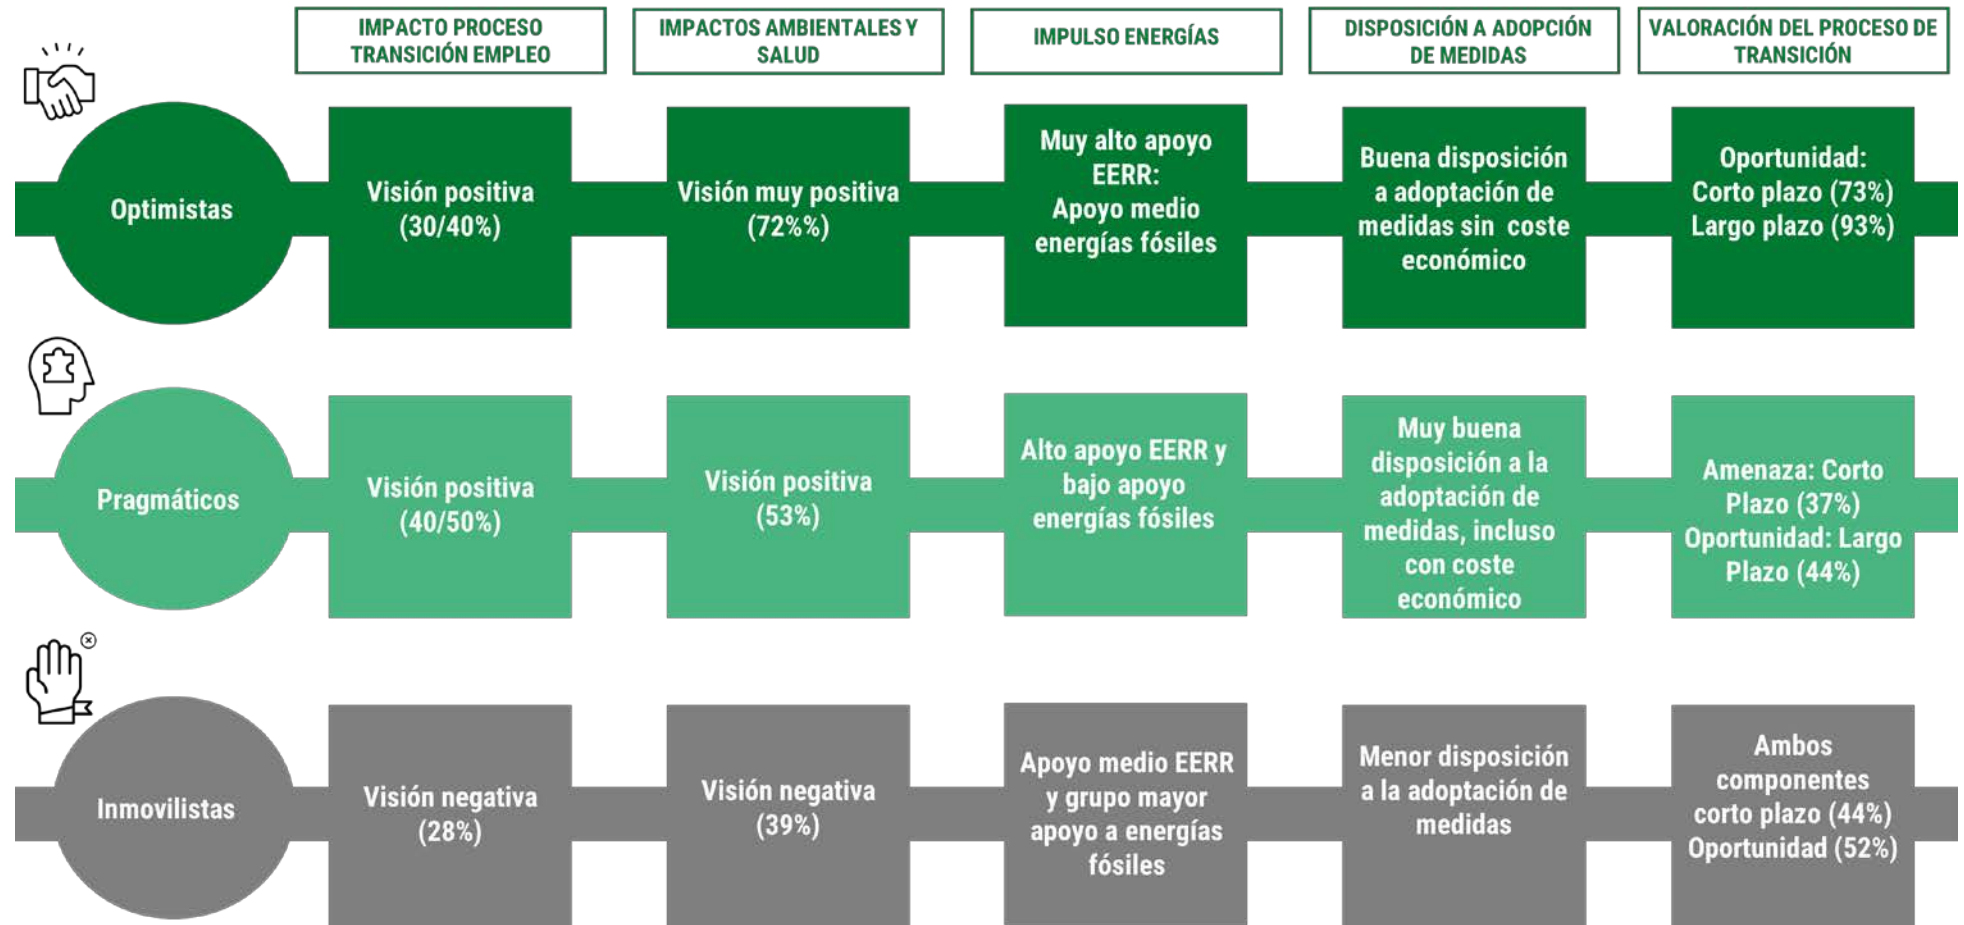 IMPACTO PROCESO
TRANSICIÓN EMPLEO
IMPACTOS AMBIENTALES Y
SALUD
IMPULSO ENERGÍAS
DISPOSICIÓN A ADOPCIÓN
DE MEDIDAS
VALORACIÓN DEL PROCESO DE
TRANSICIÓN
Optimistas
Visión positiva
(30/40%)
Visión muy positiva
(72%%)
Muy alto apoyo
EERR:
Apoyo medio
energías fósiles
Buena disposición
a adoptación de
medidas sin coste
económico
Oportunidad:
Corto plazo (73%)
Largo plazo (93%)
Pragmáticos
Visión positiva
(40/50%)
Visión positiva
(53%)
Alto apoyo EERR y
bajo apoyo
energías fósiles
Muy buena
disposición a la
adoptación de
medidas, incluso
con coste
económico
Amenaza: Corto
Plazo (37%)
Oportunidad: Largo
Plazo (44%)
Inmovilistas
Visión negativa
(28%)
Visión negativa
(39%)
Apoyo medio EERR
y grupo mayor
apoyo a energías
fósiles
Menor disposición
a la adoptación de
medidas
Ambos
componentes
corto plazo (44%)
Oportunidad (52%)